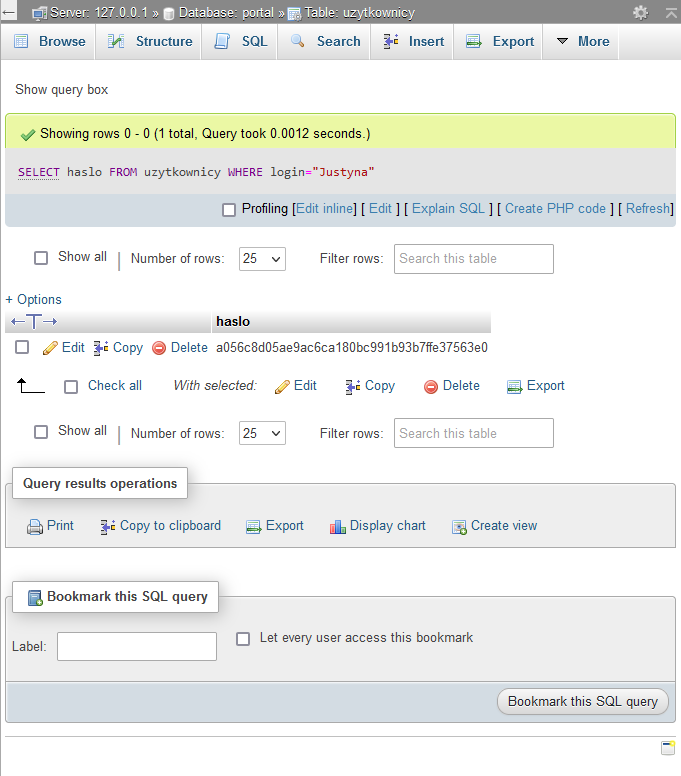 Server: 127.0.0.1 » Database: portal » Table: uzytkownicy
Browse Structure SQL Search Insert Export More
Show query box
Showing rows 0 - 0 (1 total, Query took 0.0012 seconds.)
SELECT haslo FROM uzytkownicy WHERE login="Justyna"
Profiling [Edit inline] [ Edit ] [ Explain SQL ] [ Create PHP code ] [ Refresh]
Show all | Number of rows: 25 Filter rows: Search this table
+ Options
←T→ haslo
Edit Copy Delete a056c8d05ae9ac6ca180bc991b93b7ffe37563e0
Check all With selected: Edit Copy Delete Export
Show all | Number of rows: 25 Filter rows: Search this table
Query results operations
Print Copy to clipboard Export Display chart Create view
Bookmark this SQL query
Label: Let every user access this bookmark
Bookmark this SQL query